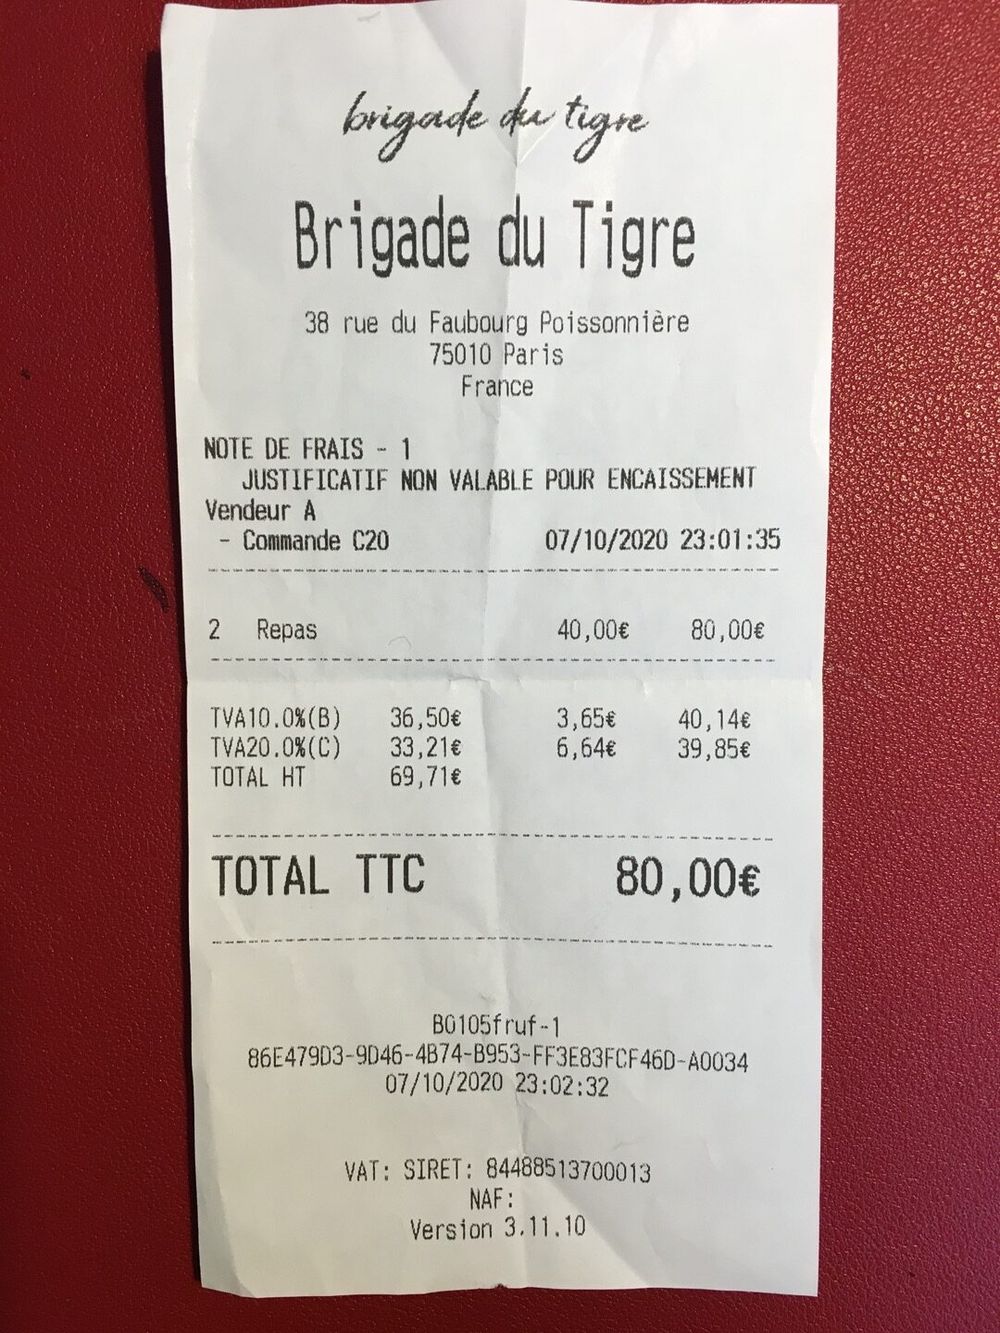 brigade du tigre
Brigade du Tigre
38 rue du Faubourg Poissonnière
75010 Paris
France
NOTE DE FRAIS - 1
JUSTIFICATIF NON VALABLE POUR ENCAISSEMENT
Vendeur A
- Commande C20 07/10/2020 23:01:35
2 Repas 40,00€ 80,00€
TVA10.0%(B) 36,50€ 3,65€ 40,14€
TVA20.0%(C) 33,21€ 6,64€ 39,85€
TOTAL HT 69,71€
TOTAL TTC 80,00€
B0105fruf-1
86E479D3-9D46-4B74-B953-FF3E83FCF46D-A0034
07/10/2020 23:02:32
VAT: SIRET: 84488513700013
NAF:
Version 3.11.10